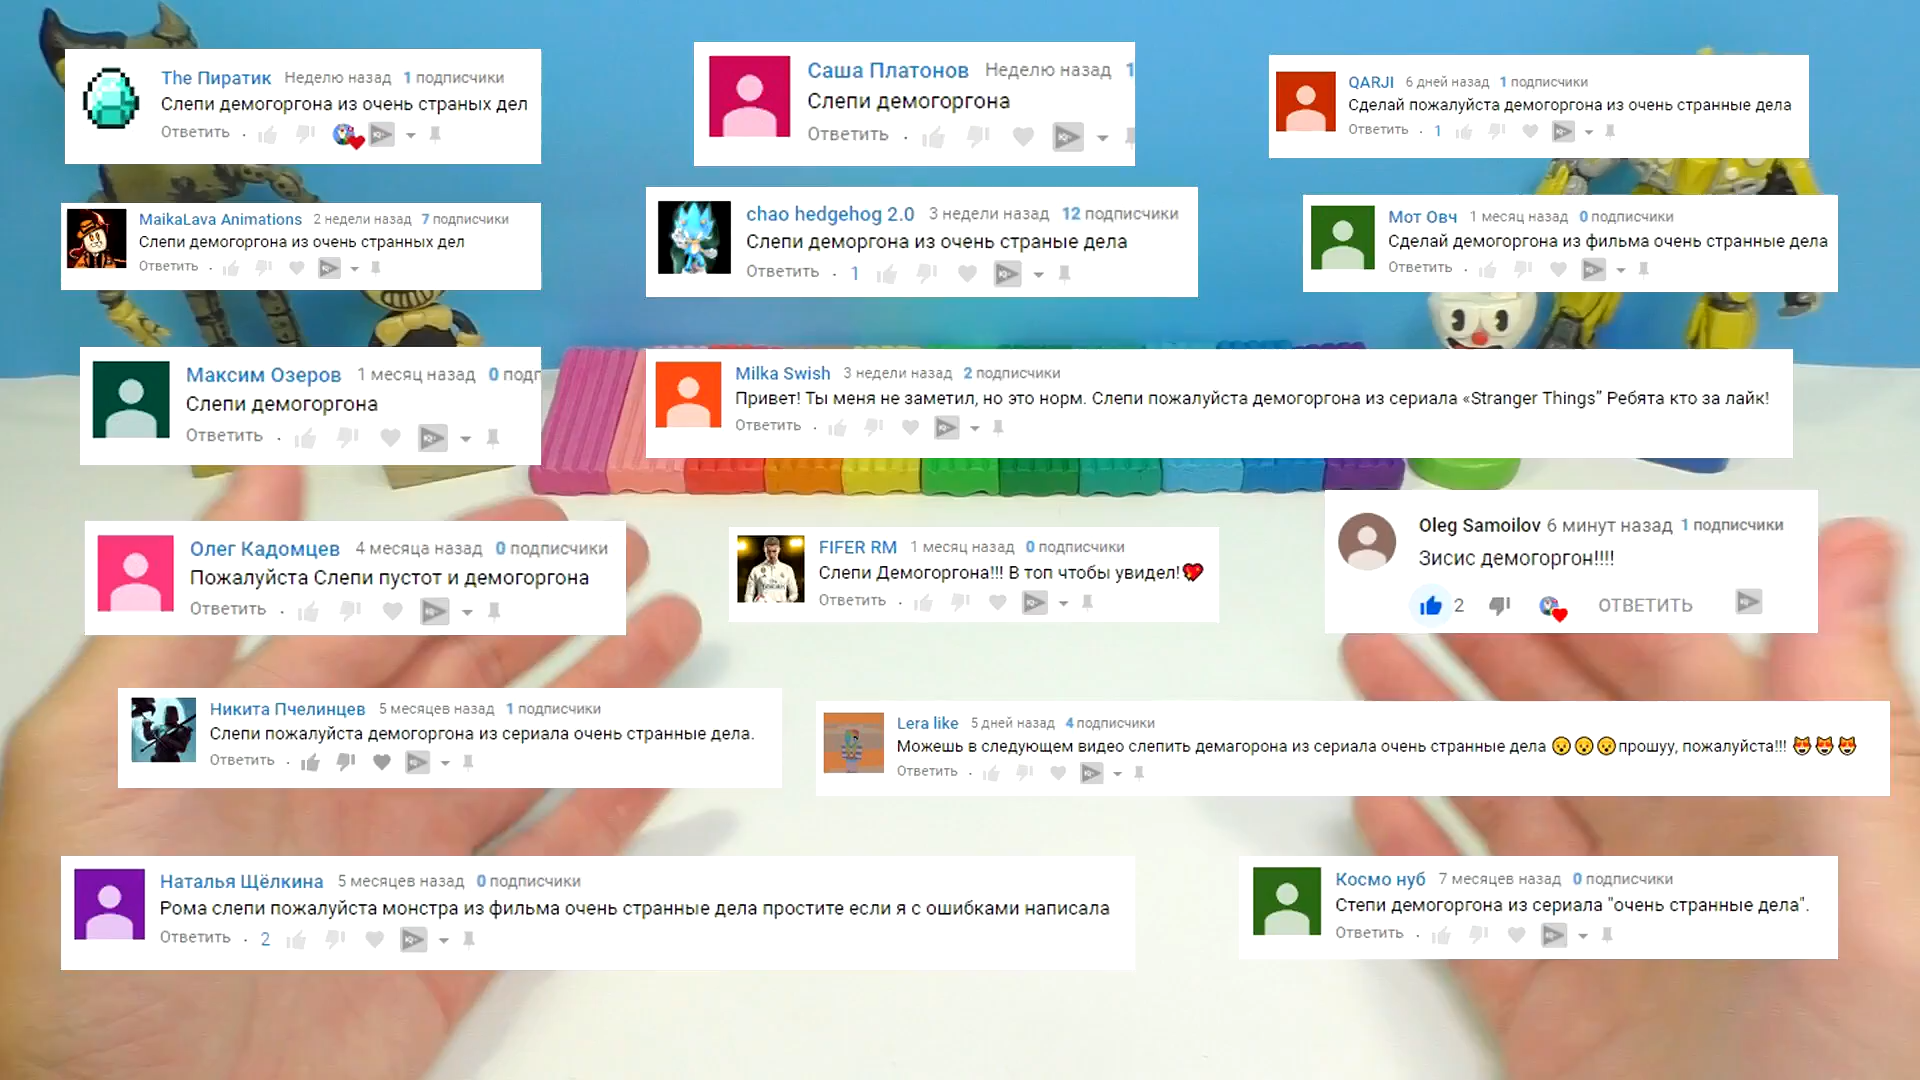 The Пиратик Неделю назад 1 подписчики
Слепи демогоргона из очень страных дел
Ответить
Саша Платонов Неделю назад 1
Слепи демогоргона
Ответить
QARJI 6 дней назад 1 подписчики
Сделай пожалуйста демогоргона из очень странные дела
Ответить · 1
MaikaLava Animations 2 недели назад 7 подписчики
Слепи демогоргона из очень странных дел
Ответить
chao hedgehog 2.0 3 недели назад 12 подписчики
Слепи деморгона из очень страные дела
Ответить · 1
Мот Овч 1 месяц назад 0 подписчики
Сделай демогоргона из фильма очень странные дела
Ответить
Максим Озеров 1 месяц назад 0 подп
Слепи демогоргона
Ответить
Milka Swish 3 недели назад 2 подписчики
Привет! Ты меня не заметил, но это норм. Слепи пожалуйста демогоргона из сериала «Stranger Things” Ребята кто за лайк!
Ответить
Олег Кадомцев 4 месяца назад 0 подписчики
Пожалуйста Слепи пустот и демогоргона
Ответить
FIFER RM 1 месяц назад 0 подписчики
Слепи Демогоргона!!! В топ чтобы увидел!💘
Ответить
Oleg Samoilov 6 минут назад 1 подписчики
Зисис демогоргон!!!!
2 ОТВЕТИТЬ
Никита Пчелинцев 5 месяцев назад 1 подписчики
Слепи пожалуйста демогоргона из сериала очень странные дела.
Ответить
Lera like 5 дней назад 4 подписчики
Можешь в следующем видео слепить демагорона из сериала очень странные дела 😮😮😮прошуу, пожалуйста!!! 😍😍😍
Ответить
Наталья Щёлкина 5 месяцев назад 0 подписчики
Рома слепи пожалуйста монстра из фильма очень странные дела простите если я с ошибками написала
Ответить · 2
Космо нуб 7 месяцев назад 0 подписчики
Степи демогоргона из сериала "очень странные дела".
Ответить